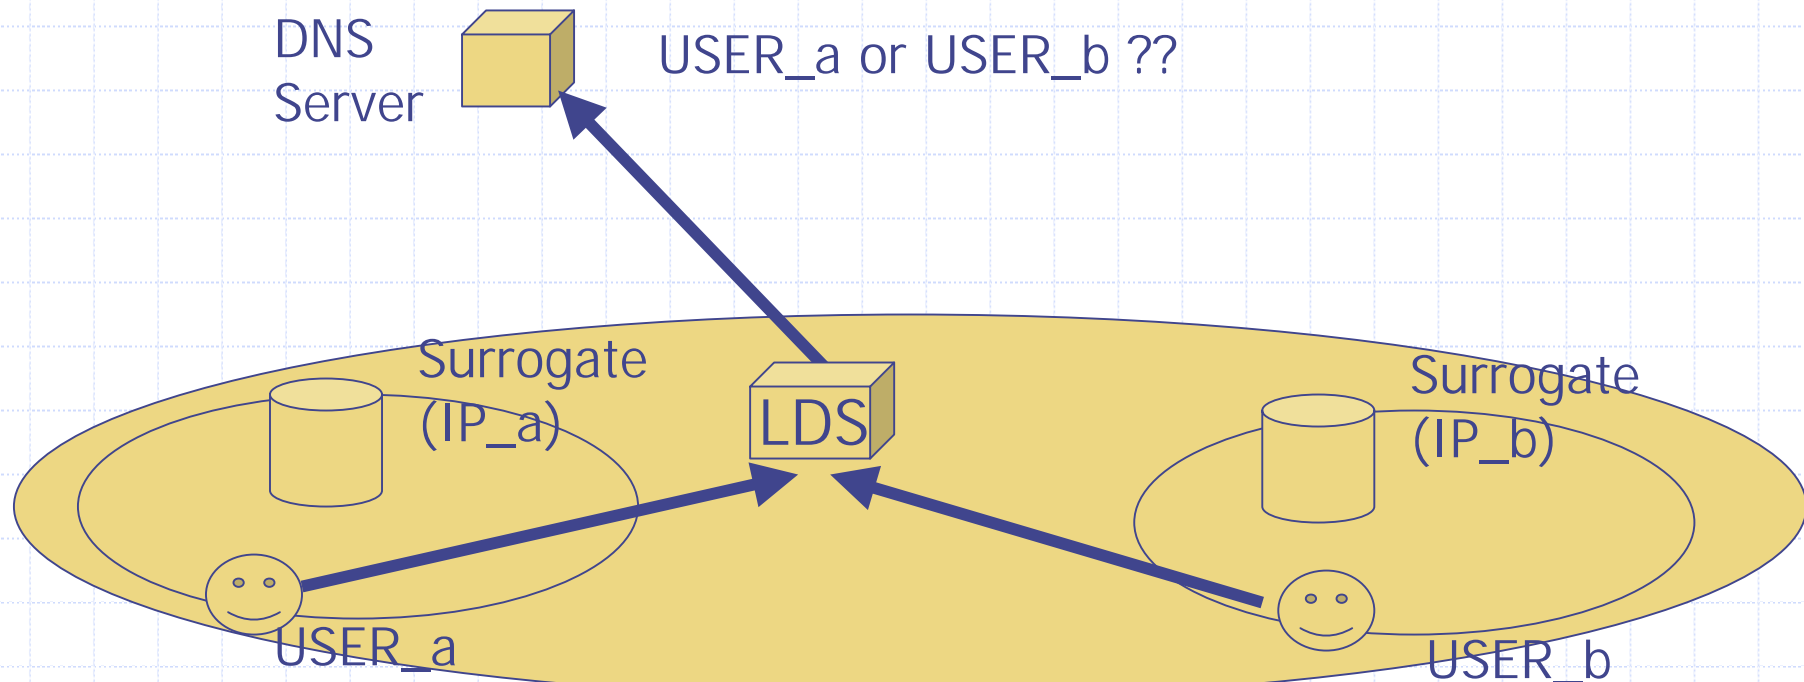 DNS
Server
USER_a or USER_b ??
Surrogate
(IP_a)
LDS
Surrogate
(IP_b)
USER_a
USER_b